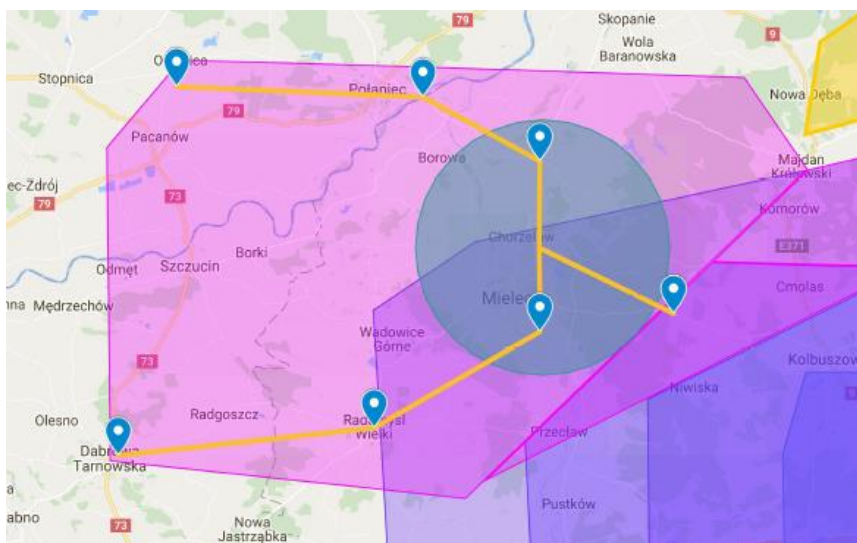 79
Skopanie
9
Wola
Baranowska
Stopnica
Połaniec
Nowa Dęba
79
Pacanów
Borowa
Majdan
Królewski
ec-Zdrój
73
79
Komorów
Chorzelów
E371
Borki
Szczucin
Odmęt
Cmolas
nna
Mędrzechów
Mielec
Wadowice
Górne
73
Kolbuszow
Niwiska
Olesno
Radgoszcz
Radomyśl
Wielki
Przecław
Dąbrowa
Tarnowska
Pustków
Nowa
Jastrząbka
abno
73